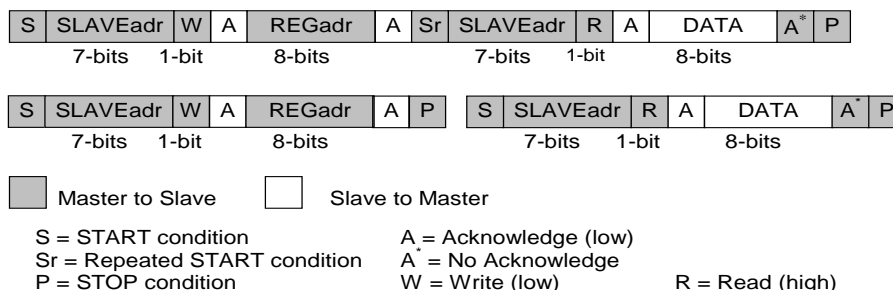 S SLAVEadr W A REGadr A Sr SLAVEadr R A DATA A* P
7-bits 1-bit 8-bits 7-bits 1-bit 8-bits
S SLAVEadr W A REGadr A P S SLAVEadr R A DATA A* P
7-bits 1-bit 8-bits 7-bits 1-bit 8-bits
Master to Slave Slave to Master
S = START condition A = Acknowledge (low)
Sr = Repeated START condition A* = No Acknowledge
P = STOP condition W = Write (low) R = Read (high)